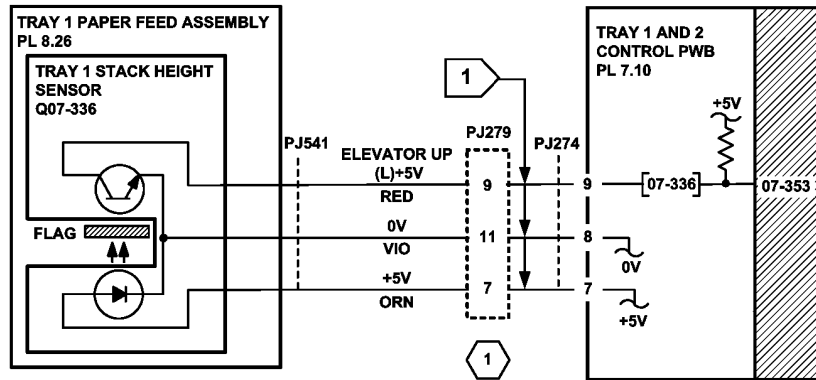 TRAY 1 PAPER FEED ASSEMBLY
PL 8.26
TRAY 1 STACK HEIGHT
SENSOR
Q07-336
FLAG
PJ541
ELEVATOR UP
(L)+5V
RED
0V
VIO
+5V
ORN
PJ279
9
11
7
1
1
PJ274
TRAY 1 AND 2
CONTROL PWB
PL 7.10
+5V
9
[07-336]
07-353
8
0V
7
+5V